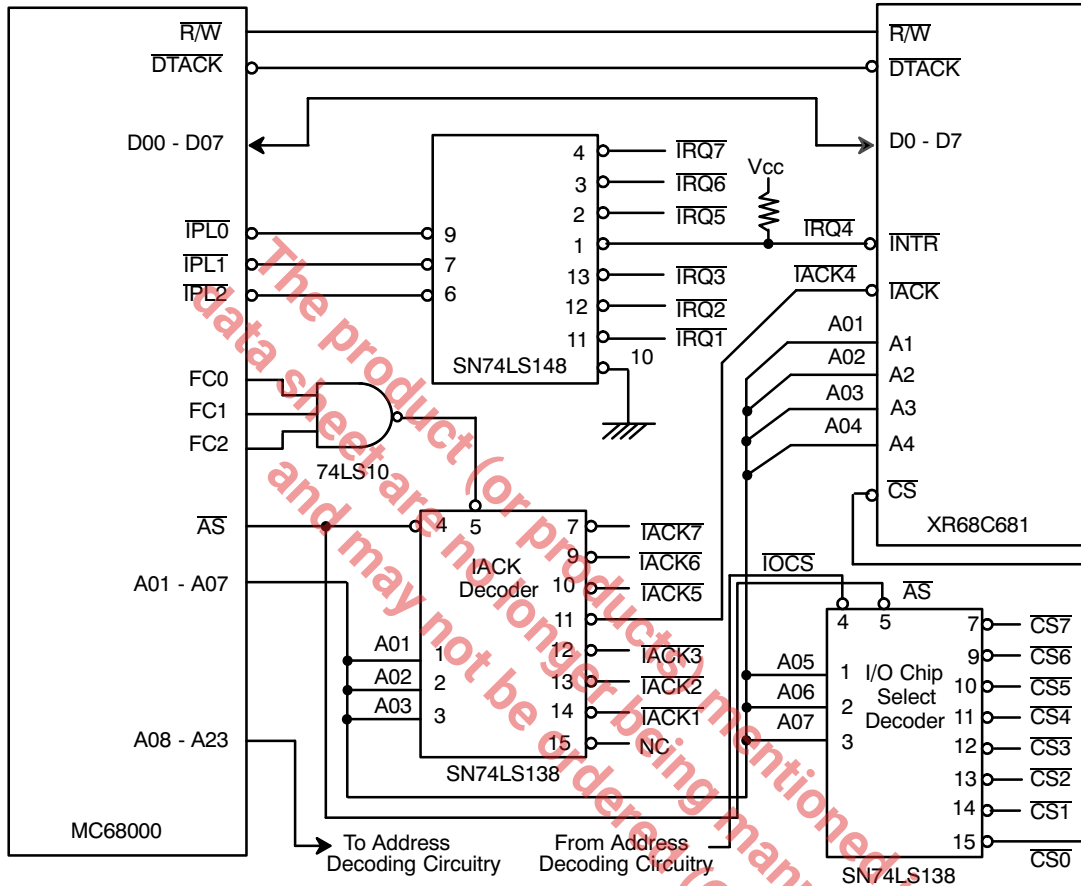 R/W
DTACK
D00 - D07
IPL0
IPL1
IPL2
FC0
FC1
FC2
AS
A01 - A07
A08 - A23
MC68000
74LS10
9
7
6
4
3
2
1
13
12
11
10
SN74LS148
IRQ7
IRQ6
IRQ5
Vcc
IRQ4
IRQ3
IRQ2
IRQ1
IACK4
R/W
DTACK
D0 - D7
INTR
IACK
A01
A1
A02
A2
A03
A3
A04
A4
CS
XR68C681
4
5
IACK
Decoder
A01
A02
A03
1
2
3
7
9
10
11
12
13
14
15
IACK7
IACK6
IACK5
IACK3
IACK2
IACK1
NC
SN74LS138
IOCS
AS
4
5
A05
A06
A07
1
2
3
I/O Chip
Select
Decoder
7
9
10
11
12
13
14
15
CS7
CS6
CS5
CS4
CS3
CS2
CS1
CS0
SN74LS138
To Address
Decoding Circuitry
From Address
Decoding Circuitry
The product (or products) mentioned
data sheet are no longer being manu
and may not be ordered (